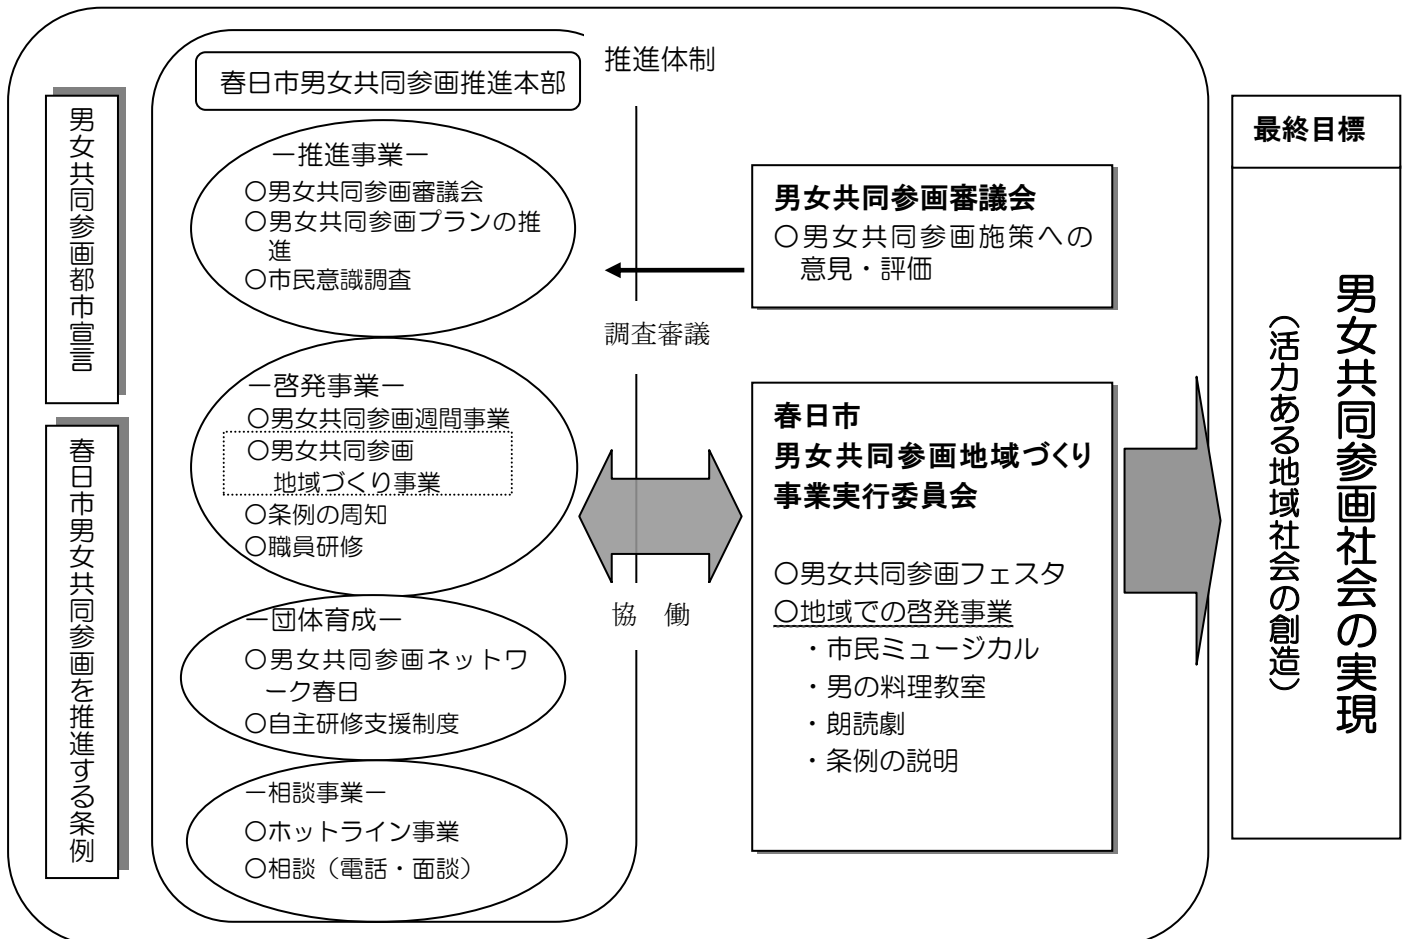 推進体制
男女共同参画都市宣言
春日市男女共同参画を推進する条例
春日市男女共同参画推進本部
ー推進事業ー
○男女共同参画審議会
○男女共同参画プランの推
進
○市民意識調査
ー啓発事業ー
○男女共同参画週間事業
○男女共同参画
地域づくり事業
○条例の周知
○職員研修
ー団体育成ー
○男女共同参画ネットワ
ーク春日
○自主研修支援制度
ー相談事業ー
○ホットライン事業
○相談（電話・面談）
調査審議
協　働
男女共同参画審議会
○男女共同参画施策への
意見・評価
春日市
男女共同参画地域づくり
事業実行委員会
○男女共同参画フェスタ
○地域での啓発事業
・市民ミュージカル
・男の料理教室
・朗読劇
・条例の説明
最終目標
男女共同参画社会の実現
（活力ある地域社会の創造）